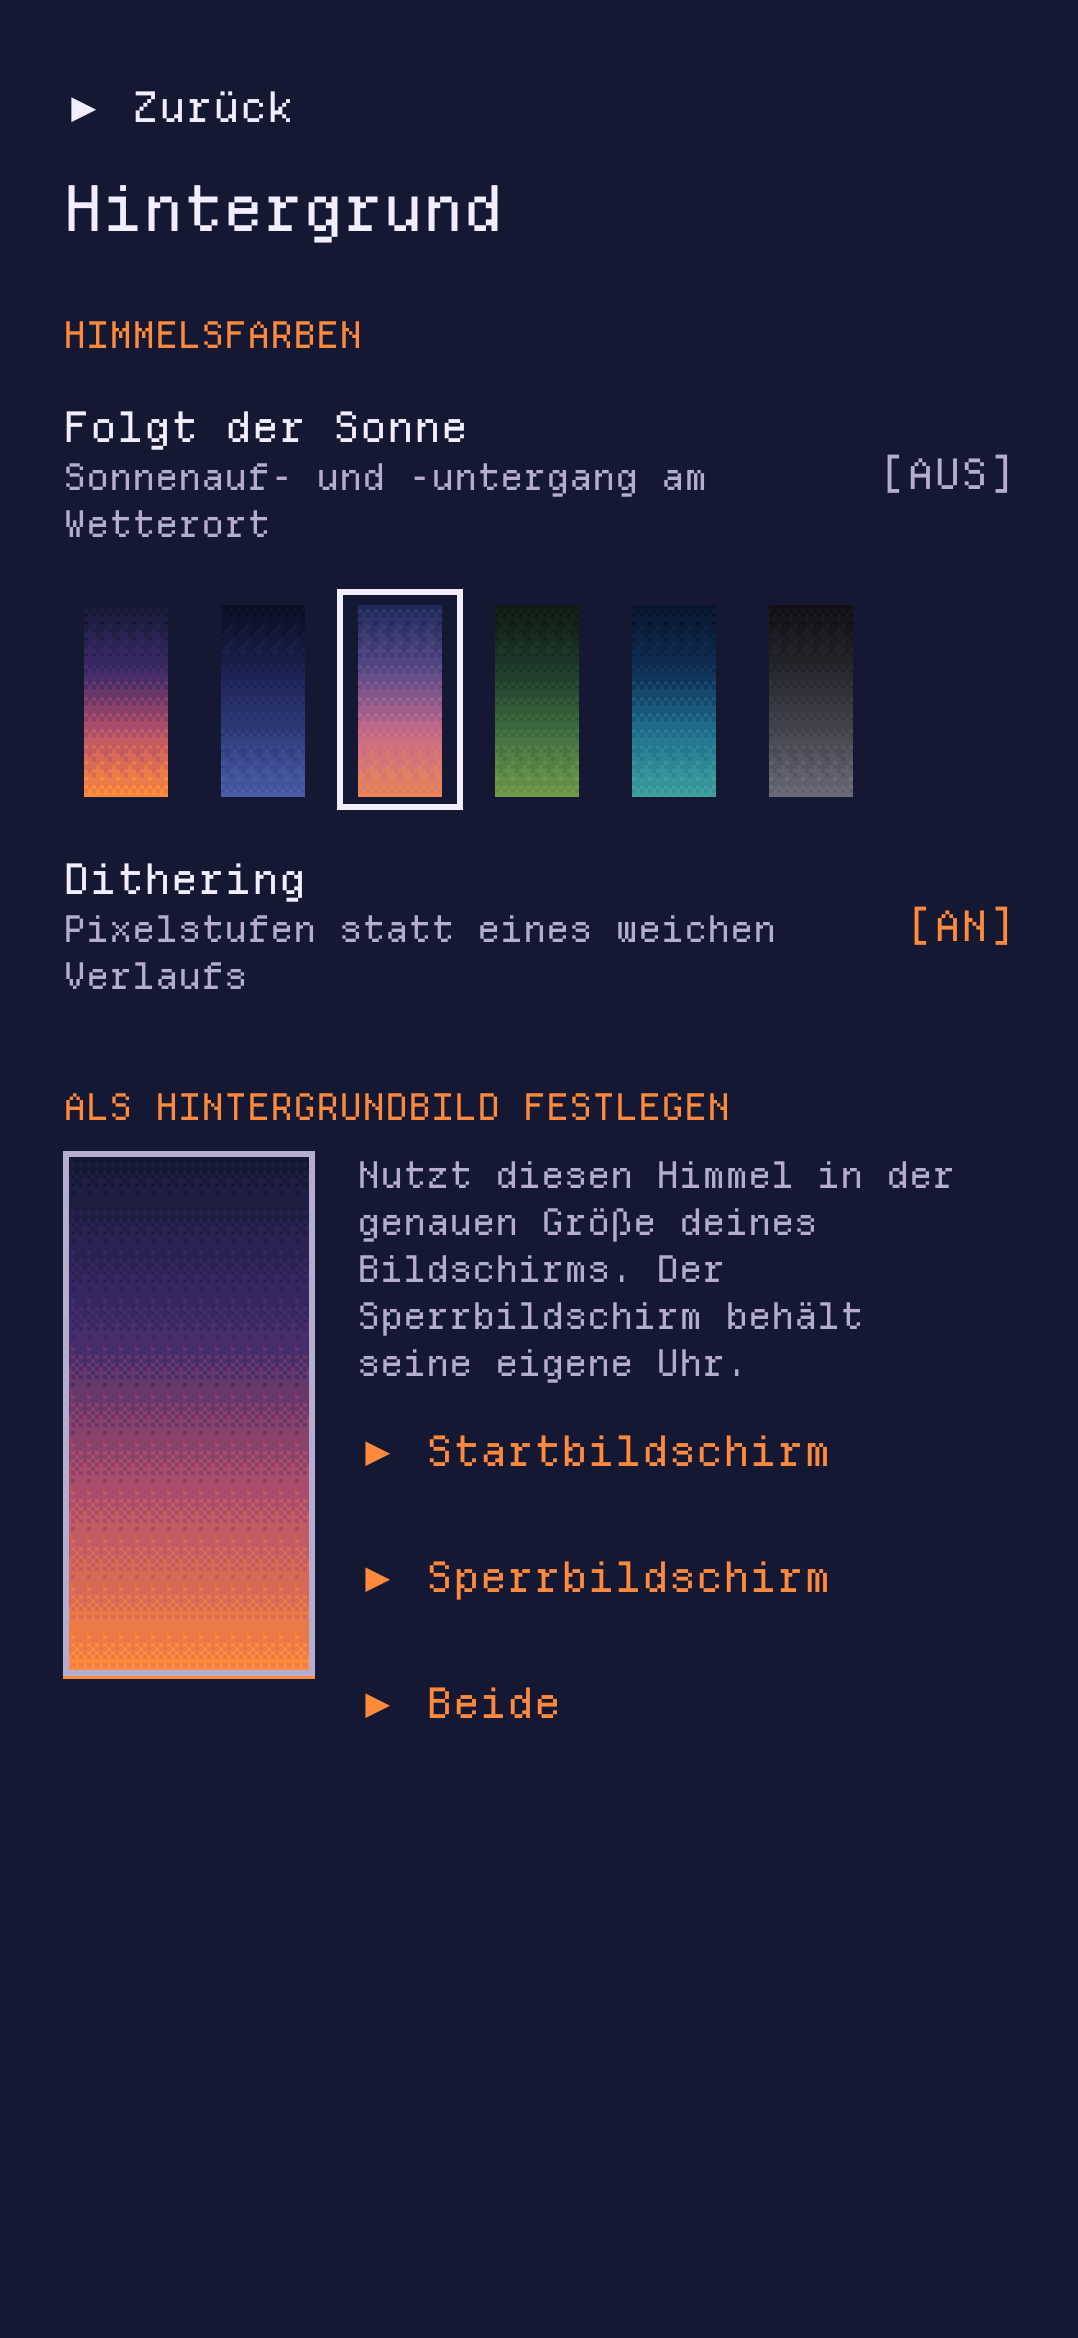 ► Zurück
Hintergrund
HIMMELSFARBEN
Folgt der Sonne
Sonnenauf- und -untergang am
Wetterort
[AUS]
Dithering
Pixelstufen statt eines weichen
Verlaufs
[AN]
ALS HINTERGRUNDBILD FESTLEGEN
Nutzt diesen Himmel in der
genauen Größe deines
Bildschirms. Der
Sperrbildschirm behält
seine eigene Uhr.
► Startbildschirm
► Sperrbildschirm
► Beide